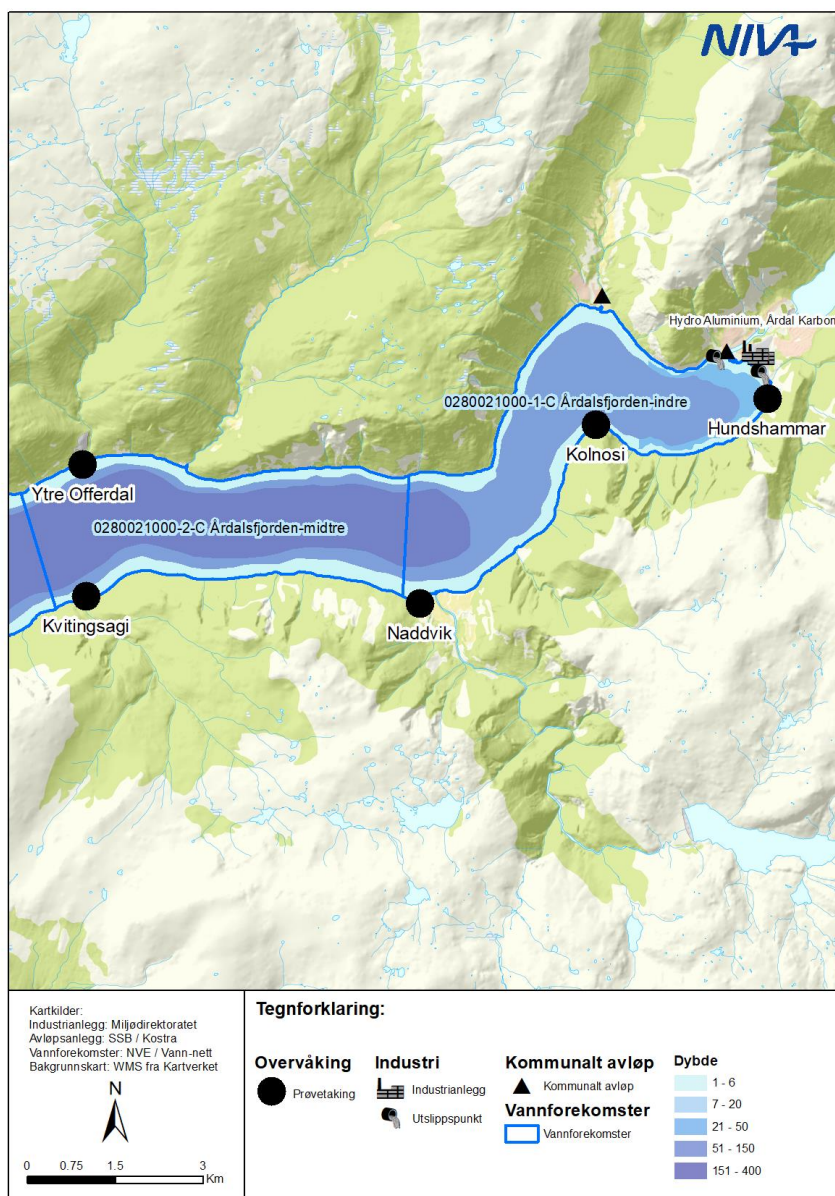 NIVA
Hydro Aluminium, Årdal Karbon
0280021000-1-C Årdalsfjorden-indre
Hundshammar
Kolnosi
Ytre Offerdal
0280021000-2-C Årdalsfjorden-midtre
Kvitingsagi
Naddvik
Kartkilder:
Industrianlegg: Miljødirektoratet
Avløpsanlegg: SSB / Kostra
Vannforekomster: NVE / Vann-nett
Bakgrunnskart: WMS fra Kartverket
N
0 0.75 1.5 3
Km
Tegnforklaring:
Overvåking
Prøvetaking
Industri
Industrianlegg
Utslippspunkt
Kommunalt avløp
Kommunalt avløp
Vannforekomster
Vannforekomster
Dybde
1 - 6
7 - 20
21 - 50
51 - 150
151 - 400